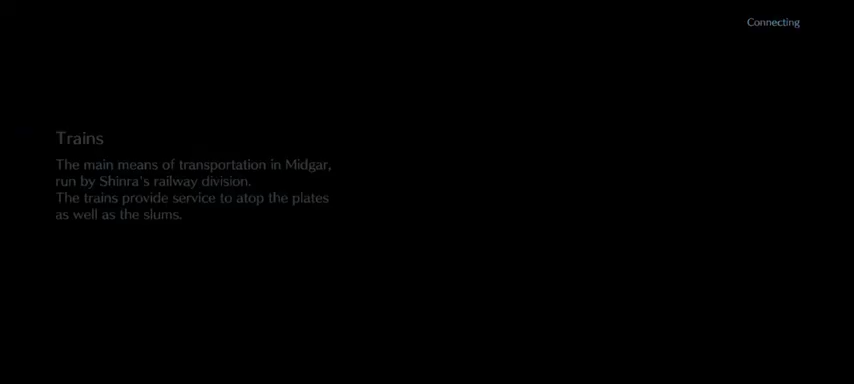 Connecting
Trains
The main means of transportation in Midgar,
run by Shinra's railway division.
The trains provide service to atop the plates
as well as the slums.